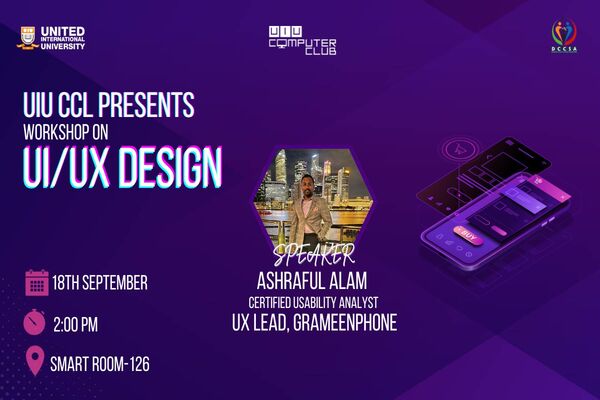 UNITED
INTERNATIONAL
UNIVERSITY
UIU
COMPUTER
CLUB
DCCSA
UIU CCL PRESENTS
WORKSHOP ON
UI/UX DESIGN
SPEAKER
ASHRAFUL ALAM
CERTIFIED USABILITY ANALYST
UX LEAD, GRAMEENPHONE
18TH SEPTEMBER
2:00 PM
SMART ROOM-126
BUY